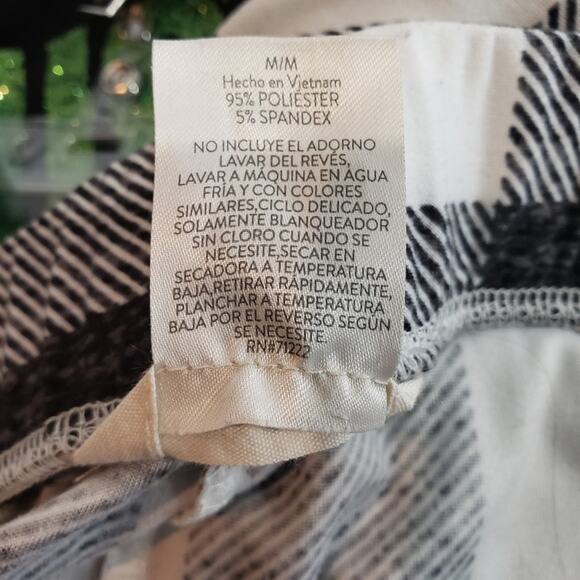 M/M
Hecho en Vietnam
95% POLIÉSTER
5% SPANDEX
NO INCLUYE EL ADORNO
LAVAR DEL REVÉS,
LAVAR A MÁQUINA EN AGUA
FRÍA Y CON COLORES
SIMILARES,CICLO DELICADO,
SOLAMENTE BLANQUEADOR
SIN CLORO CUANDO SE
NECESITE,SECAR EN
SECADORA A TEMPERATURA
BAJA,RETIRAR RÁPIDAMENTE,
PLANCHAR A TEMPERATURA
BAJA POR EL REVERSO SEGÚN
SE NECESITE.
RN#71222